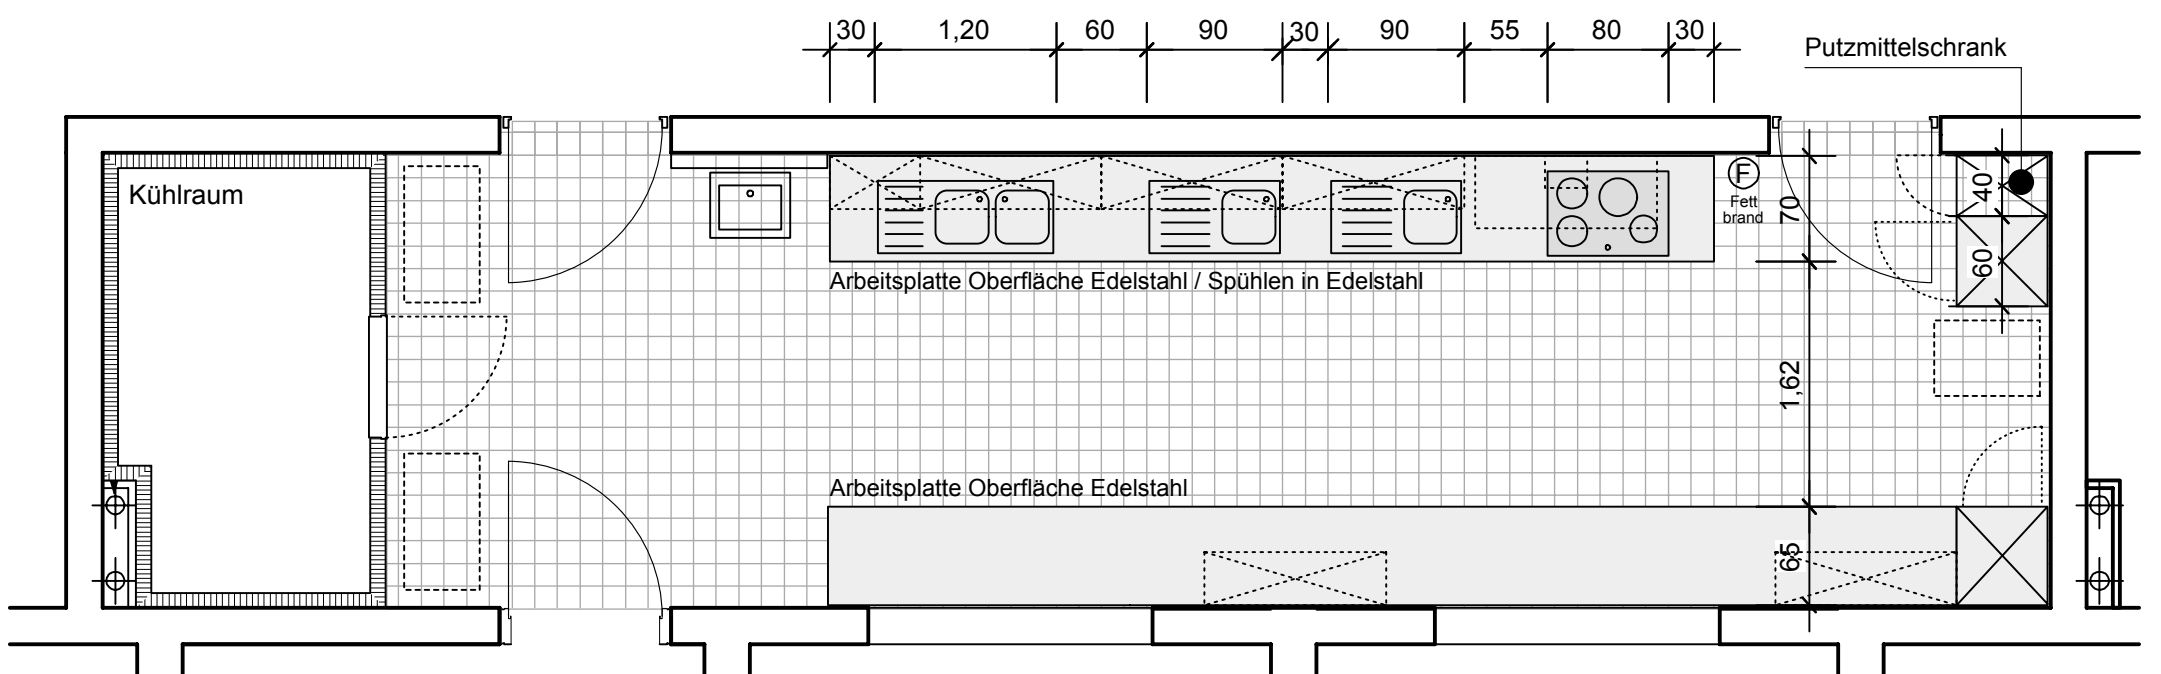 30 1,20 60 90 30 90 55 80 30
Putzmittelschrank
Kühlraum
F
Fett
brand
70
40
60
Arbeitsplatte Oberfläche Edelstahl / Spühlen in Edelstahl
1,62
Arbeitsplatte Oberfläche Edelstahl
65